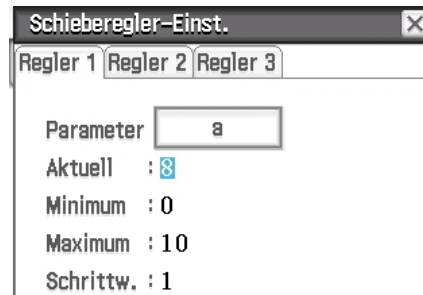 Schieberegler-Einst.
Regler 1 Regler 2 Regler 3
Parameter a
Aktuell :8
Minimum :0
Maximum :10
Schrittw. :1